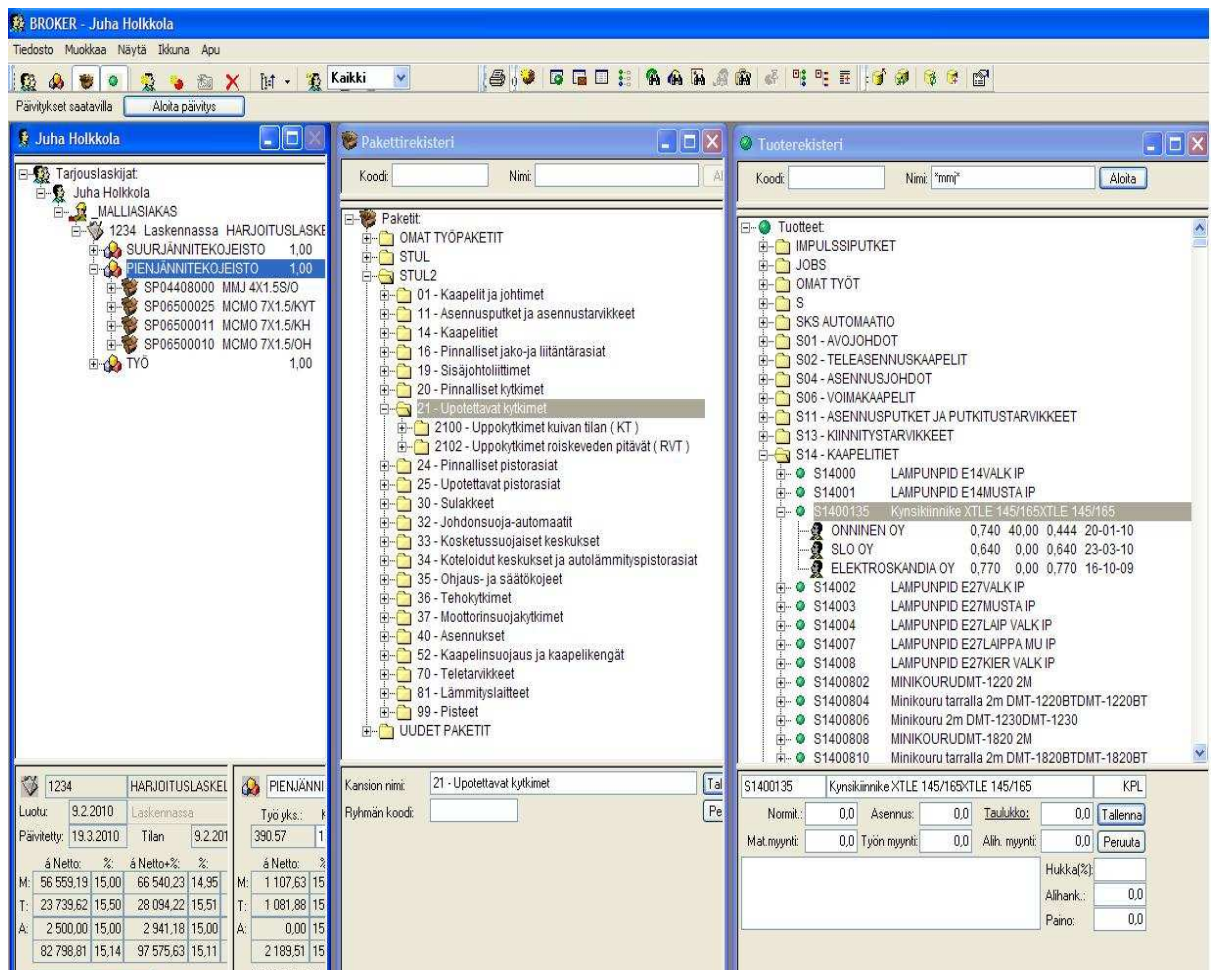 BROKER - Juha Holkkola
Tiedosto Muokkaa Näytä Ikkuna Apu
Kaikki
Päivitykset saatavilla Aloita päivitys
Juha Holkkola
Tarjouslaskijat:
Juha Holkkola
_MALLIASIAKAS
1234 Laskennassa HARJOITUSLASKE
SUURJÄNNITEKOJEISTO 1,00
PIENJÄNNITEKOJEISTO 1,00
SP04408000 MMJ 4X1.5S/O
SP06500025 MCMO 7X1.5/KYT
SP06500011 MCMO 7X1.5/KH
SP06500010 MCMO 7X1.5/OH
TYÖ 1,00
1234 HARJOITUSLASKEL
Luotu: 9.2.2010 Laskennassa
Päivitetty: 19.3.2010 Tilan 9.2.201
á Netto: %: á Netto+%: %:
M: 56 559,19 15,00 66 540,23 14,95
T: 23 739,62 15,50 28 094,22 15,51
A: 2 500,00 15,00 2 941,18 15,00
82 798,81 15,14 97 575,63 15,11
PIENJÄNNI
Työ yks.:
390.57 1
á Netto: %
M: 1 107,63 15
T: 1 081,88 15
A: 0,00 15
2 189,51 15
Pakettirekisteri
Koodi: Nimi: Al
Paketit:
OMAT TYÖPAKETIT
STUL
STUL2
01 - Kaapelit ja johtimet
11 - Asennusputket ja asennustarvikkeet
14 - Kaapelitiet
16 - Pinnalliset jako-ja liitäntärasiat
19 - Sisäjohtoliittimet
20 - Pinnalliset kytkimet
21 - Upotettavat kytkimet
2100 - Uppokytkimet kuivan tilan ( KT )
2102 - Uppokytkimet roiskeveden pitävät ( RVT )
24 - Pinnalliset pistorasiat
25 - Upotettavat pistorasiat
30 - Sulakkeet
32 - Johdonsuoja-automaatit
33 - Kosketussuojaiset keskukset
34 - Koteloidut keskukset ja autolämmityspistorasiat
35 - Ohjaus- ja säätökojeet
36 - Tehokytkimet
37 - Moottorinsuojakytkimet
40 - Asennukset
52 - Kaapelinsuojaus ja kaapelikengät
70 - Teletarvikkeet
81 - Lämmityslaitteet
99 - Pisteet
UUDET PAKETIT
Kansion nimi: 21 - Upotettavat kytkimet Tal
Ryhmän koodi: Pe
Tuoterekisteri
Koodi: Nimi: *mmj* Aloita
Tuotteet:
IMPULSSIPUTKET
JOBS
OMAT TYÖT
S
SKS AUTOMAATIO
S01 - AVOJOHDOT
S02 - TELEASENNUSKAAPELIT
S04 - ASENNUSJOHDOT
S06 - VOIMAKAAPELIT
S11 - ASENNUSPUTKET JA PUTKITUSTARVIKKEET
S13 - KIINNITYSTARVIKKEET
S14 - KAAPELITIET
S14000 LAMPUNPID E14VALK IP
S14001 LAMPUNPID E14MUSTA IP
S1400135 Kynsikiinnike XTLE 145/165XTLE 145/165
ONNINEN OY 0,740 40,00 0,444 20-01-10
SLO OY 0,640 0,00 0,640 23-03-10
ELEKTROSKANDIA OY 0,770 0,00 0,770 16-10-09
S14002 LAMPUNPID E27VALK IP
S14003 LAMPUNPID E27MUSTA IP
S14004 LAMPUNPID E27LAIP VALK IP
S14007 LAMPUNPID E27LAIPPA MU IP
S14008 LAMPUNPID E27KIER VALK IP
S1400802 MINIKOURUDMT-1220 2M
S1400804 Minikouru tarralla 2m DMT-1220BTDMT-1220BT
S1400806 Minikouru 2m DMT-1230DMT-1230
S1400808 MINIKOURUDMT-1820 2M
S1400810 Minikouru tarralla 2m DMT-1820BTDMT-1820BT
S1400135 Kynsikiinnike XTLE 145/165XTLE 145/165 KPL
Normit.: 0,0 Asennus: 0,0 Taulukko: 0,0 Tallenna
Mat.myynti: 0,0 Työn myynti: 0,0 Alih. myynti: 0,0 Peruuta
Hukka(%):
Alihank.: 0,0
Paino: 0,0